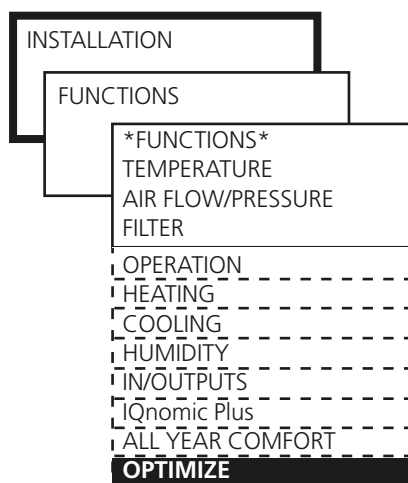 INSTALLATION
FUNCTIONS
*FUNCTIONS*
TEMPERATURE
AIR FLOW/PRESSURE
FILTER
OPERATION
HEATING
COOLING
HUMIDITY
IN/OUTPUTS
IQnomic Plus
ALL YEAR COMFORT
OPTIMIZE